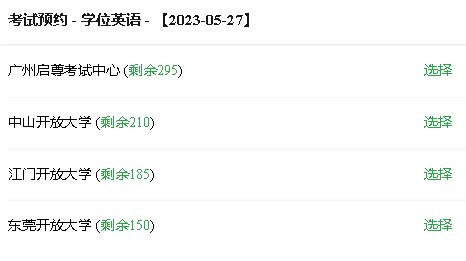 考试预约 - 学位英语 - 【2023-05-27】
广州启尊考试中心 (剩余295) 选择
中山开放大学 (剩余210) 选择
江门开放大学 (剩余185) 选择
东莞开放大学 (剩余150) 选择